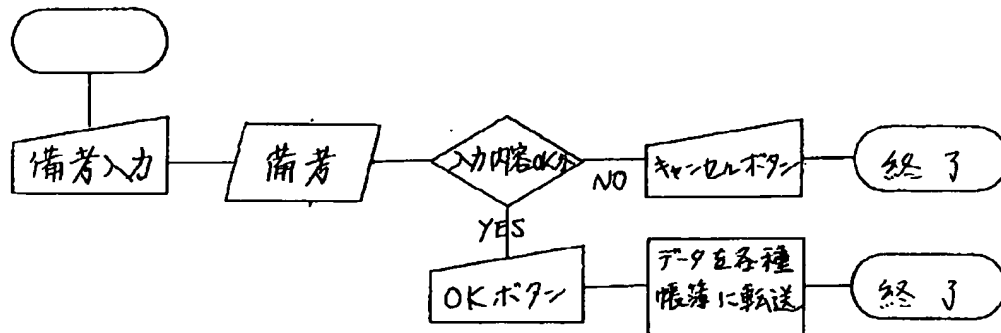 備考入力
備考
入力内容OKか
NO
キャンセルボタン
終了
YES
OKボタン
データを各種
帳簿に転送
終了